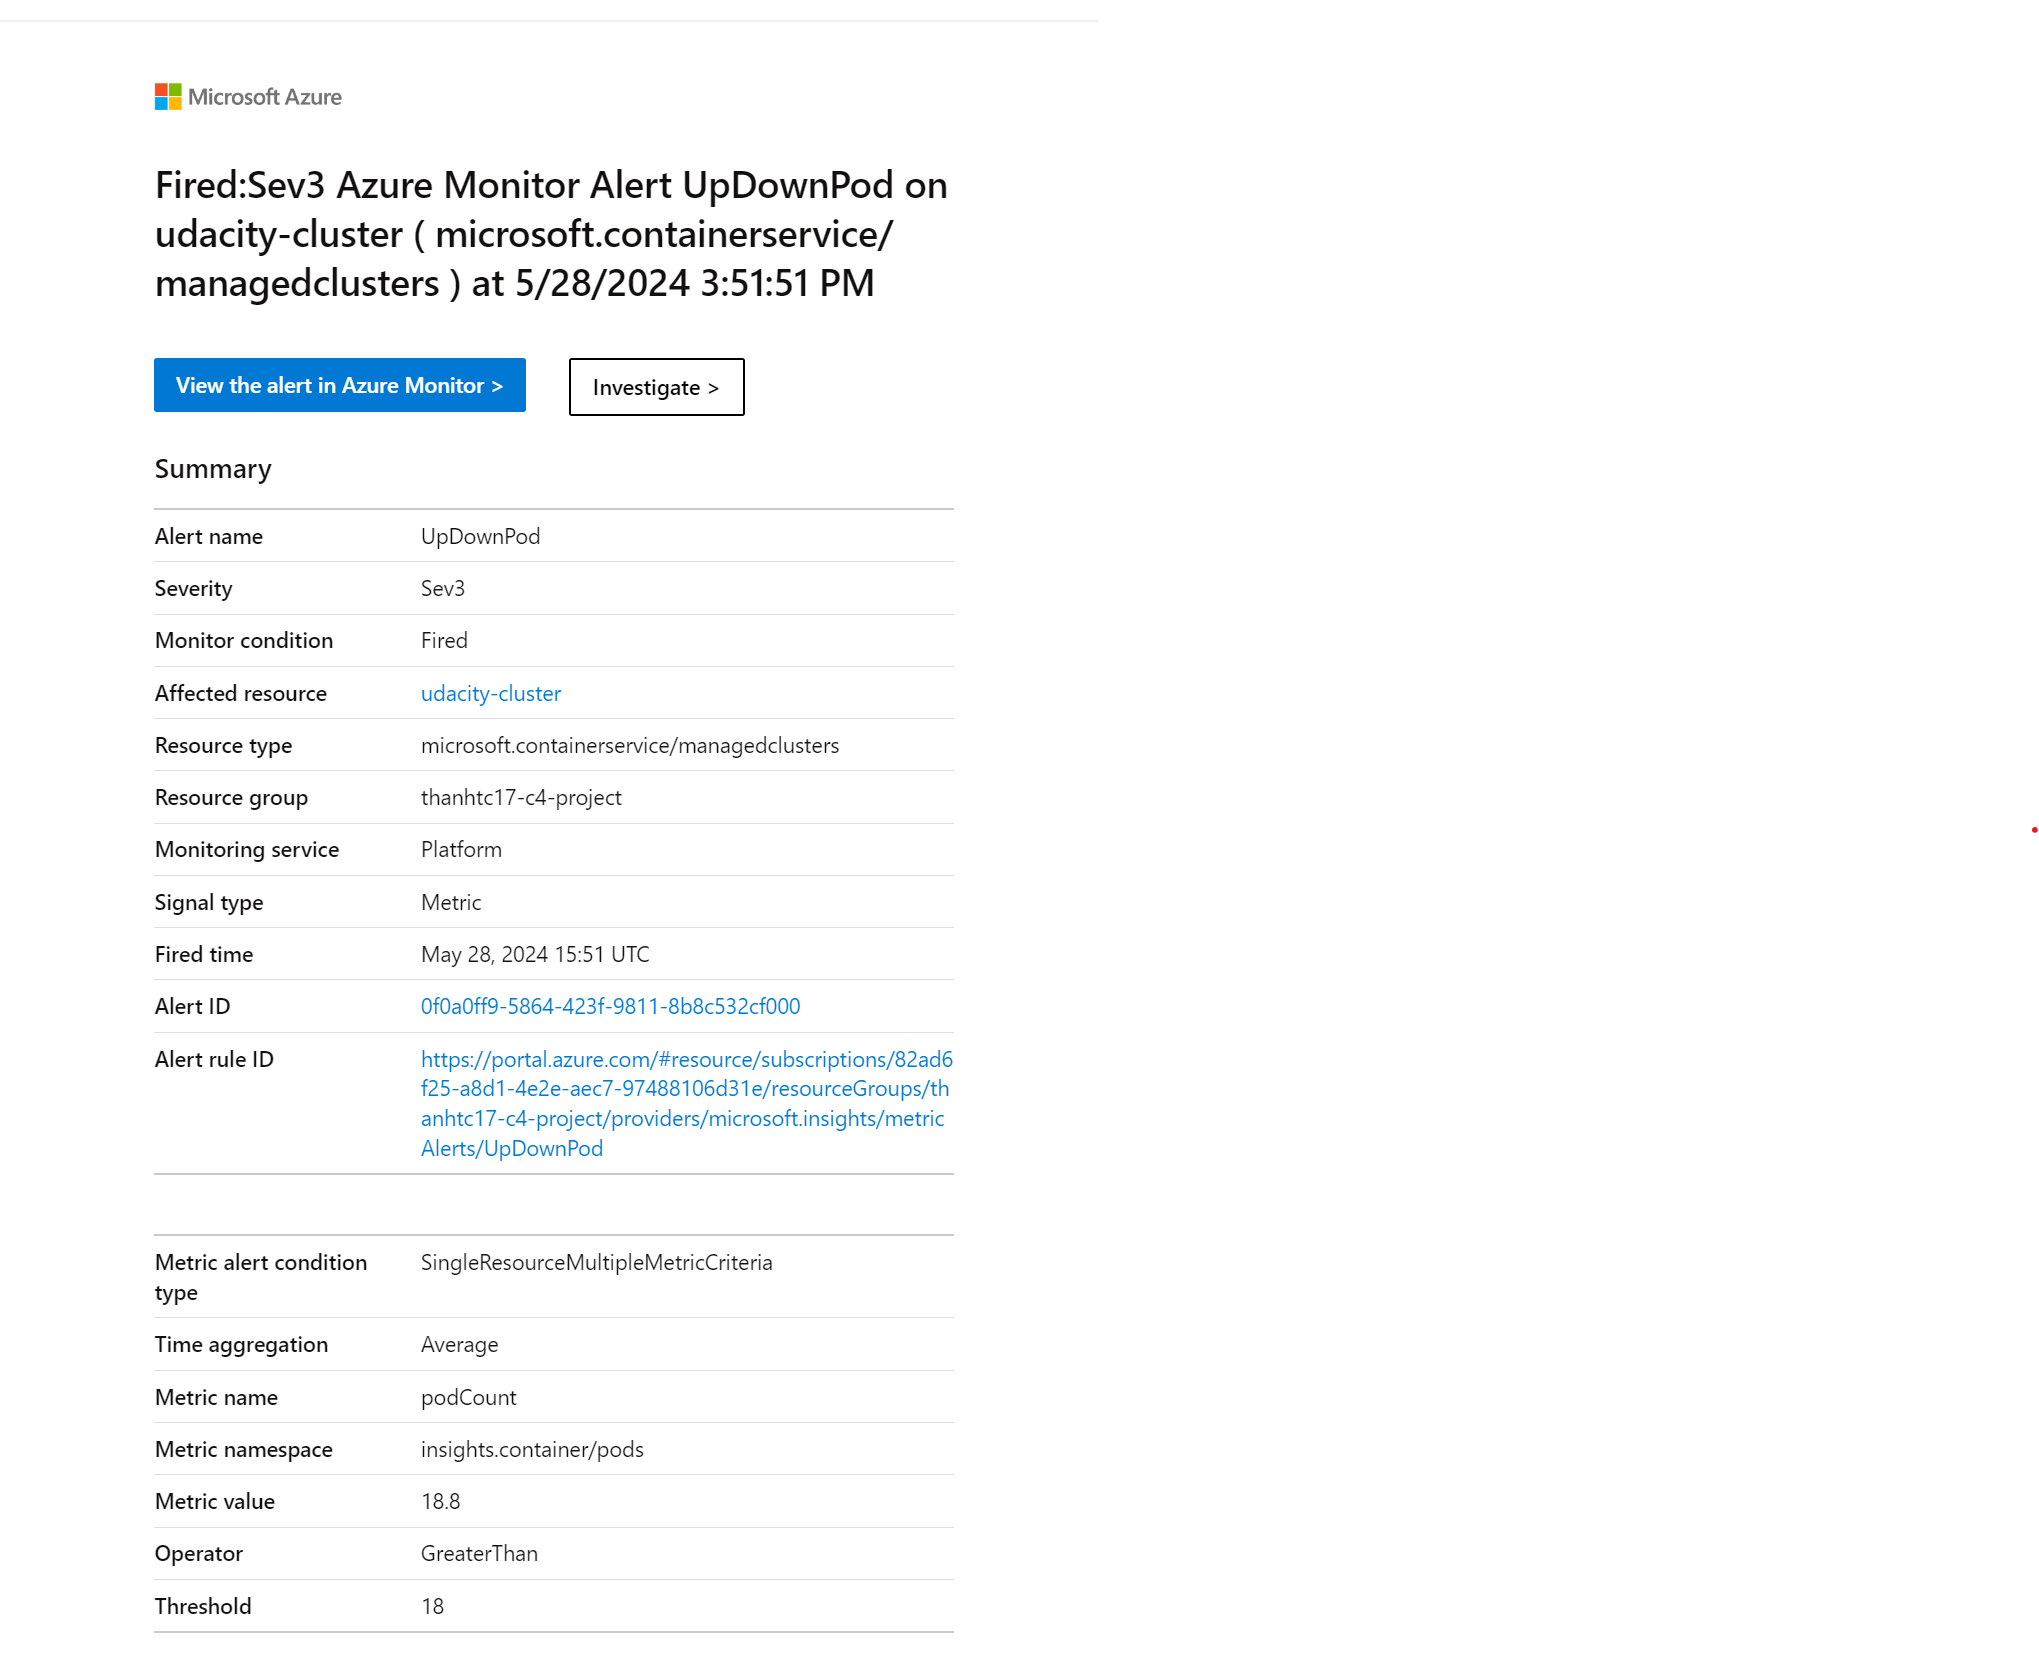 Microsoft Azure
Fired:Sev3 Azure Monitor Alert UpDownPod on
udacity-cluster ( microsoft.containerservice/
managedclusters ) at 5/28/2024 3:51:51 PM
View the alert in Azure Monitor >
Investigate >
Summary
Alert name UpDownPod
Severity Sev3
Monitor condition Fired
Affected resource udacity-cluster
Resource type microsoft.containerservice/managedclusters
Resource group thanhtc17-c4-project
Monitoring service Platform
Signal type Metric
Fired time May 28, 2024 15:51 UTC
Alert ID 0f0a0ff9-5864-423f-9811-8b8c532cf000
Alert rule ID https://portal.azure.com/#resource/subscriptions/82ad6
f25-a8d1-4e2e-aec7-97488106d31e/resourceGroups/th
anhtc17-c4-project/providers/microsoft.insights/metric
Alerts/UpDownPod
Metric alert condition SingleResourceMultipleMetricCriteria
type
Time aggregation Average
Metric name podCount
Metric namespace insights.container/pods
Metric value 18.8
Operator GreaterThan
Threshold 18